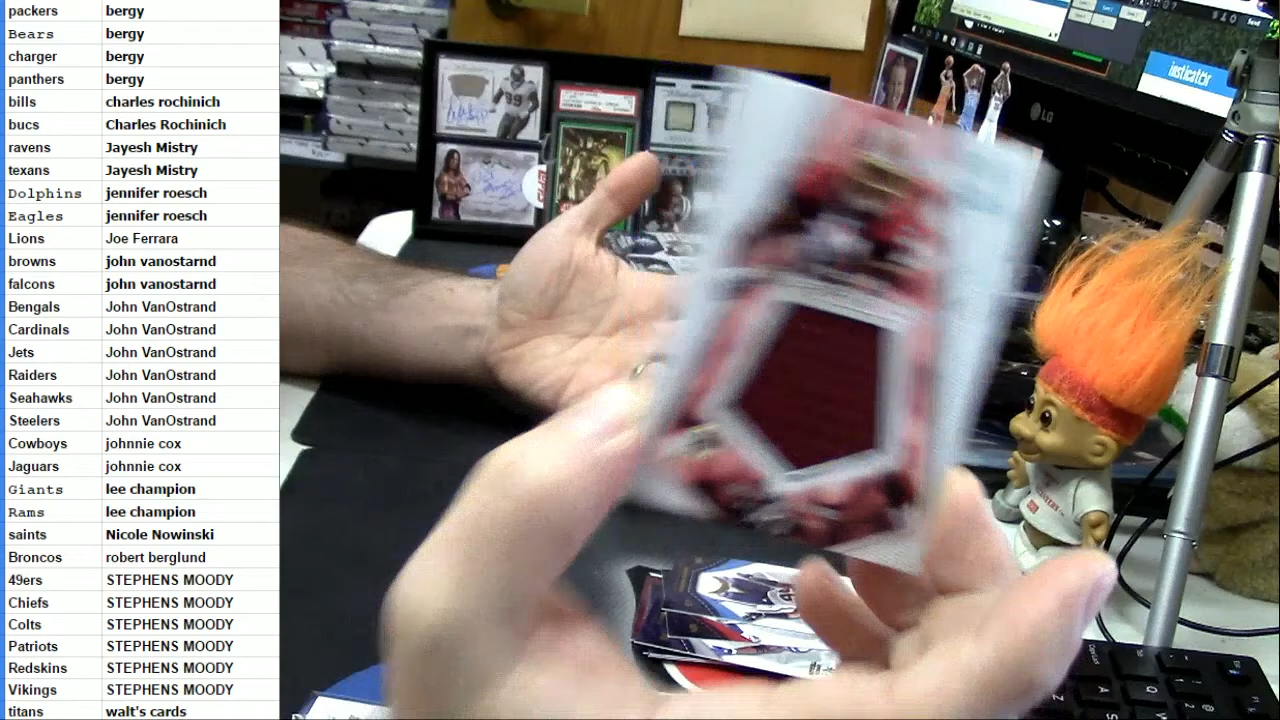 packers bergy
Bears bergy
charger bergy
panthers bergy
bills charles rochinich
bucs Charles Rochinich
ravens Jayesh Mistry
texans Jayesh Mistry
Dolphins jennifer roesch
Eagles jennifer roesch
Lions Joe Ferrara
browns john vanostarnd
falcons john vanostarnd
Bengals John VanOstrand
Cardinals John VanOstrand
Jets John VanOstrand
Raiders John VanOstrand
Seahawks John VanOstrand
Steelers John VanOstrand
Cowboys johnnie cox
Jaguars johnnie cox
Giants lee champion
Rams lee champion
saints Nicole Nowinski
Broncos robert berglund
49ers STEPHENS MOODY
Chiefs STEPHENS MOODY
Colts STEPHENS MOODY
Patriots STEPHENS MOODY
Redskins STEPHENS MOODY
Vikings STEPHENS MOODY
titans walt's cards
insticator
LG
99